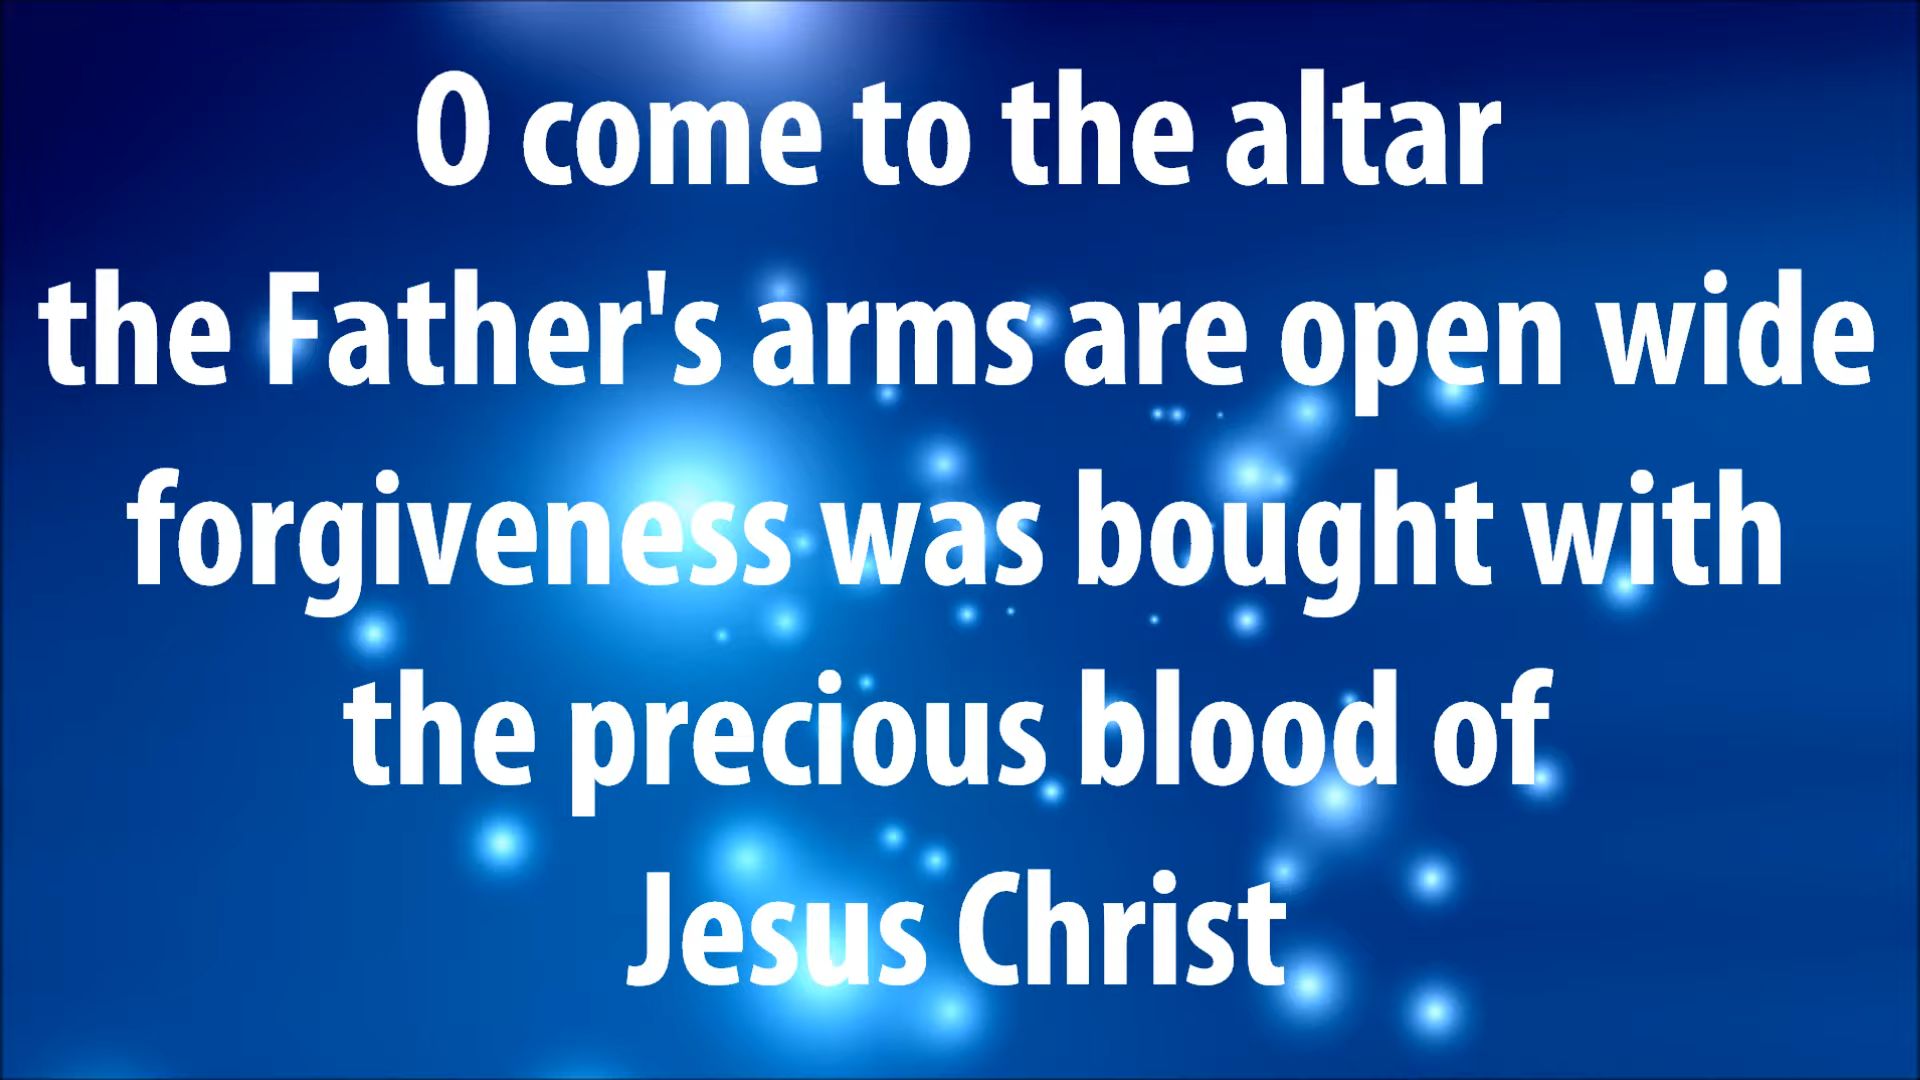 O come to the altar
the Father's arms are open wide
forgiveness was bought with
the precious blood of
Jesus Christ